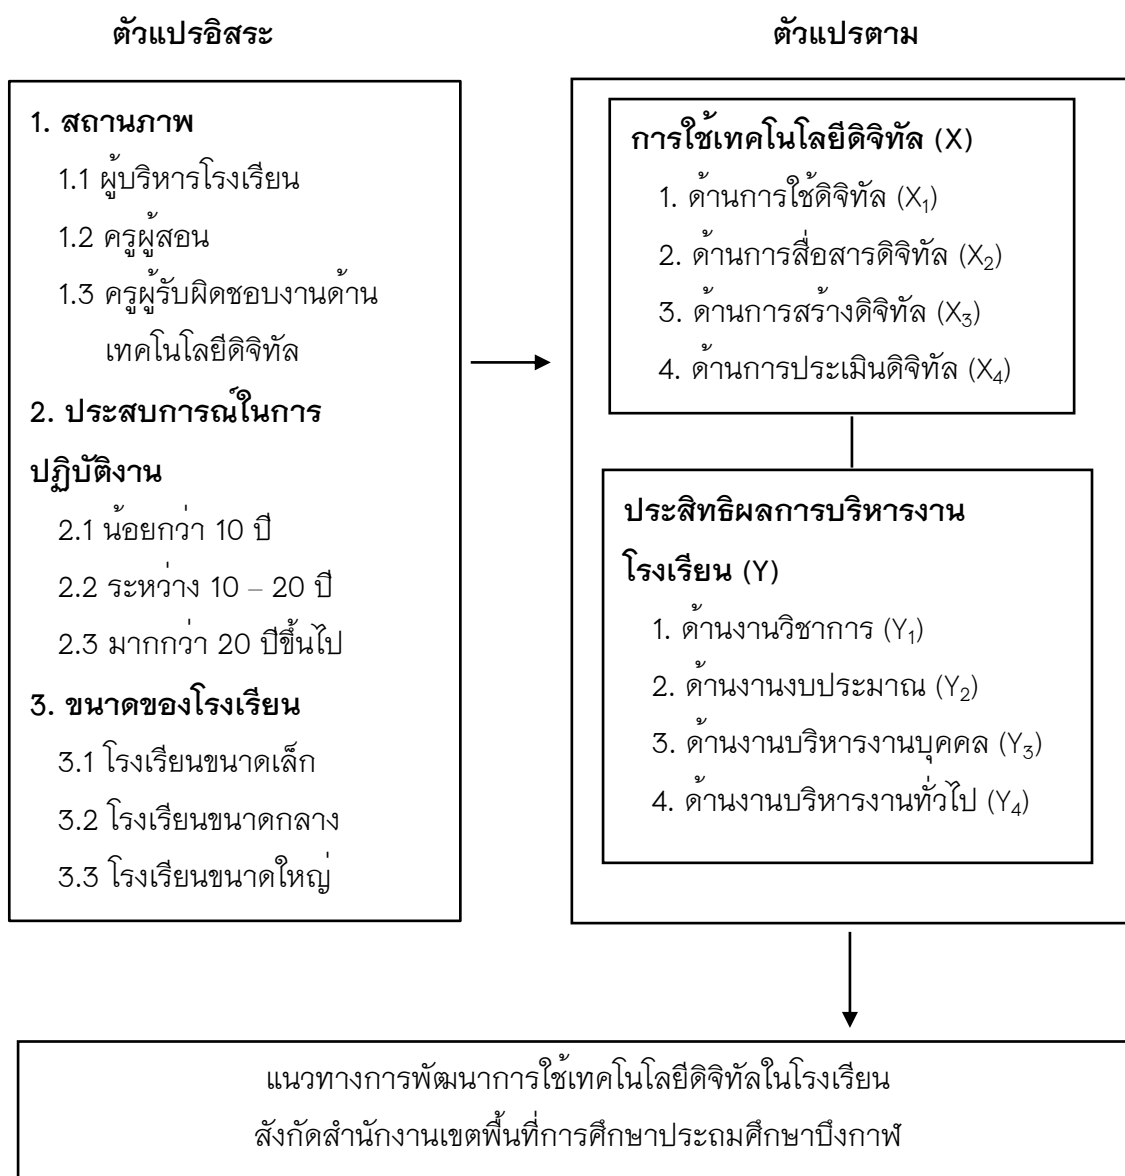 ตัวแปรอิสระ
ตัวแปรตาม
1. สถานภาพ
1.1 ผู้บริหารโรงเรียน
1.2 ครูผู้สอน
1.3 ครูผู้รับผิดชอบงานด้าน
เทคโนโลยีดิจิทัล
2. ประสบการณ์ในการ
ปฏิบัติงาน
2.1 น้อยกว่า 10 ปี
2.2 ระหว่าง 10 – 20 ปี
2.3 มากกว่า 20 ปีขึ้นไป
3. ขนาดของโรงเรียน
3.1 โรงเรียนขนาดเล็ก
3.2 โรงเรียนขนาดกลาง
3.3 โรงเรียนขนาดใหญ่
การใช้เทคโนโลยีดิจิทัล (X)
1. ด้านการใช้ดิจิทัล (X₁)
2. ด้านการสื่อสารดิจิทัล (X₂)
3. ด้านการสร้างดิจิทัล (X₃)
4. ด้านการประเมินดิจิทัล (X₄)
ประสิทธิผลการบริหารงาน
โรงเรียน (Y)
1. ด้านงานวิชาการ (Y₁)
2. ด้านงานงบประมาณ (Y₂)
3. ด้านงานบริหารงานบุคคล (Y₃)
4. ด้านงานบริหารงานทั่วไป (Y₄)
แนวทางการพัฒนาการใช้เทคโนโลยีดิจิทัลในโรงเรียน
สังกัดสำนักงานเขตพื้นที่การศึกษาประถมศึกษาบึงกาฬ